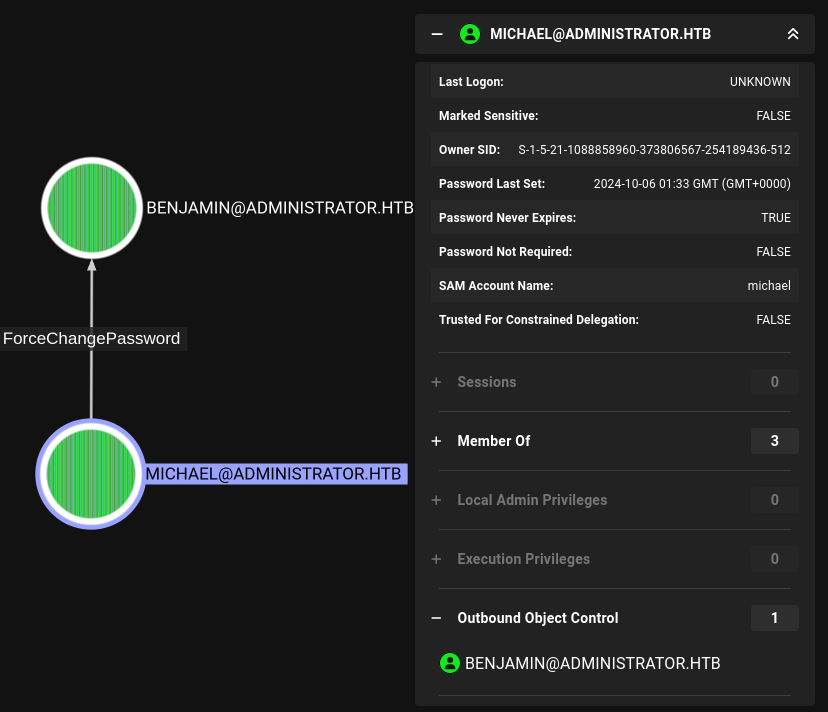 BENJAMIN@ADMINISTRATOR.HTB
ForceChangePassword
MICHAEL@ADMINISTRATOR.HTB
MICHAEL@ADMINISTRATOR.HTB
Last Logon: UNKNOWN
Marked Sensitive: FALSE
Owner SID: S-1-5-21-1088858960-373806567-254189436-512
Password Last Set: 2024-10-06 01:33 GMT (GMT+0000)
Password Never Expires: TRUE
Password Not Required: FALSE
SAM Account Name: michael
Trusted For Constrained Delegation: FALSE
Sessions 0
Member Of 3
Local Admin Privileges 0
Execution Privileges 0
Outbound Object Control 1
BENJAMIN@ADMINISTRATOR.HTB